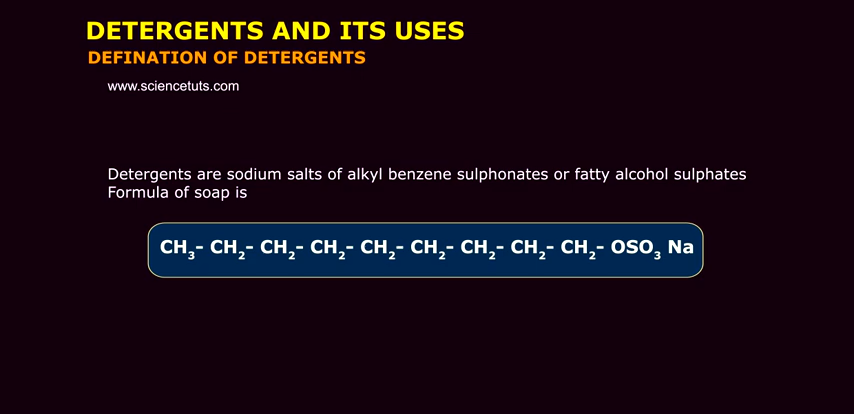 DETERGENTS AND ITS USES
DEFINATION OF DETERGENTS
www.sciencetuts.com
Detergents are sodium salts of alkyl benzene sulphonates or fatty alcohol sulphates
Formula of soap is
CH₃– CH₂– CH₂– CH₂– CH₂– CH₂– CH₂– CH₂– CH₂– OSO₃ Na